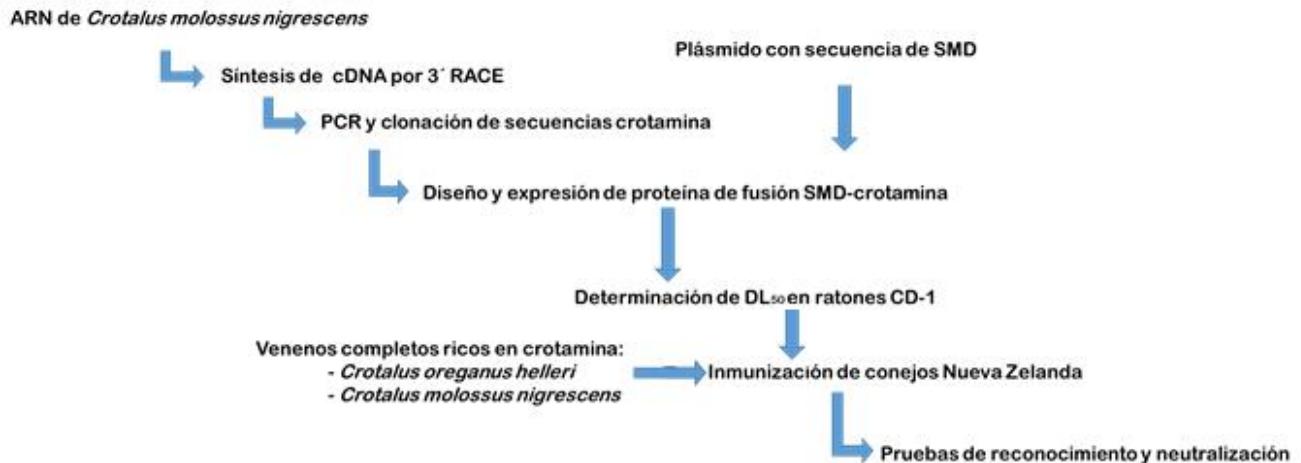 ARN de Crotalus molossus nigrescens
Plásmido con secuencia de SMD
Síntesis de cDNA por 3´ RACE
PCR y clonación de secuencias crotamina
Diseño y expresión de proteína de fusión SMD-crotamina
Determinación de DL50 en ratones CD-1
Venenos completos ricos en crotamina:
- Crotalus oreganus helleri
- Crotalus molossus nigrescens
Inmunización de conejos Nueva Zelanda
Pruebas de reconocimiento y neutralización